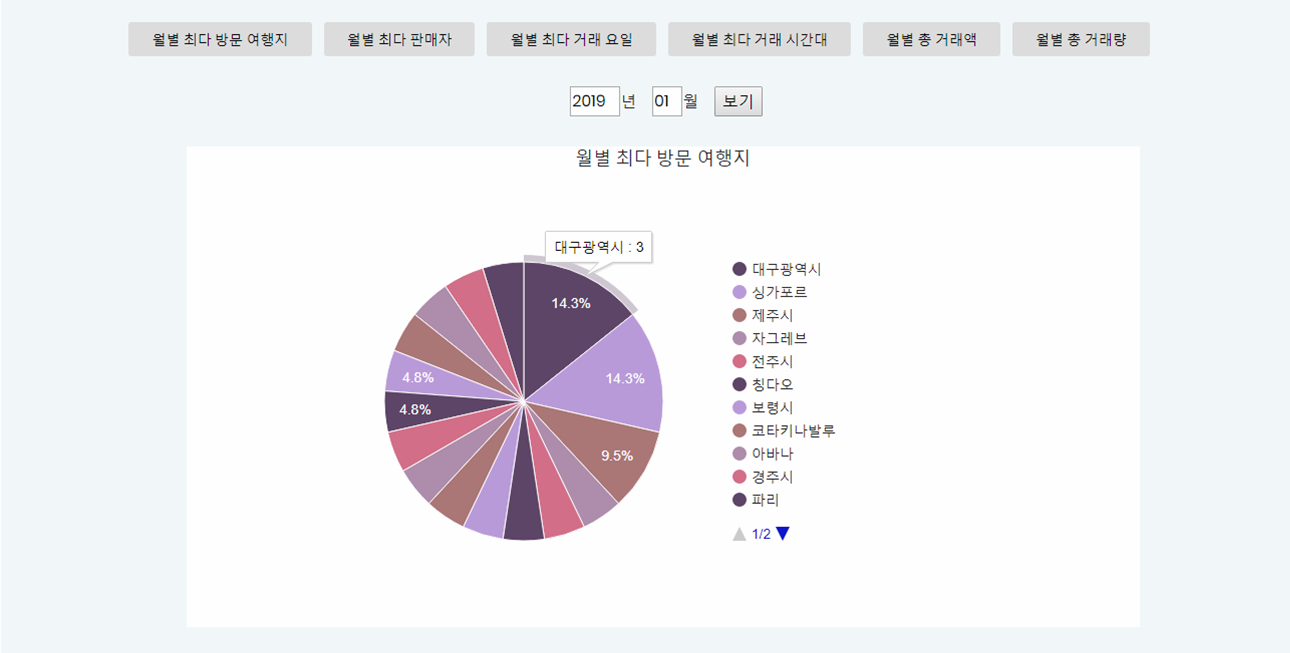 월별 최다 방문 여행지 월별 최다 판매자 월별 최다 거래 요일 월별 최다 거래 시간대 월별 총 거래액 월별 총 거래량
2019 년 01 월 보기
월별 최다 방문 여행지
대구광역시 : 3
14.3%
14.3%
9.5%
4.8%
4.8%
대구광역시
싱가포르
제주시
자그레브
전주시
칭다오
보령시
코타키나발루
아바나
경주시
파리
1/2